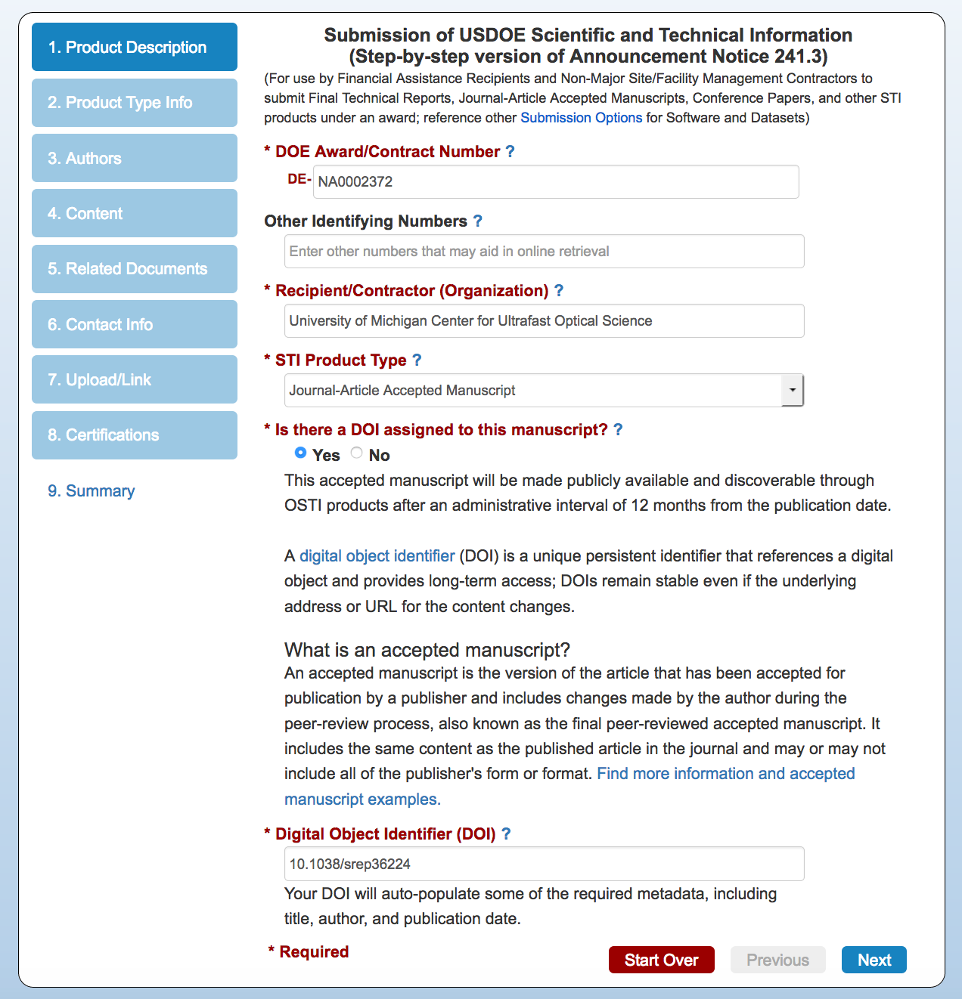 1. Product Description
2. Product Type Info
3. Authors
4. Content
5. Related Documents
6. Contact Info
7. Upload/Link
8. Certifications
9. Summary
Submission of USDOE Scientific and Technical Information
(Step-by-step version of Announcement Notice 241.3)
(For use by Financial Assistance Recipients and Non-Major Site/Facility Management Contractors to
submit Final Technical Reports, Journal-Article Accepted Manuscripts, Conference Papers, and other STI
products under an award; reference other Submission Options for Software and Datasets)
* DOE Award/Contract Number ?
DE- NA0002372
Other Identifying Numbers ?
Enter other numbers that may aid in online retrieval
* Recipient/Contractor (Organization) ?
University of Michigan Center for Ultrafast Optical Science
* STI Product Type ?
Journal-Article Accepted Manuscript
* Is there a DOI assigned to this manuscript? ?
Yes No
This accepted manuscript will be made publicly available and discoverable through
OSTI products after an administrative interval of 12 months from the publication date.
A digital object identifier (DOI) is a unique persistent identifier that references a digital
object and provides long-term access; DOIs remain stable even if the underlying
address or URL for the content changes.
What is an accepted manuscript?
An accepted manuscript is the version of the article that has been accepted for
publication by a publisher and includes changes made by the author during the
peer-review process, also known as the final peer-reviewed accepted manuscript. It
includes the same content as the published article in the journal and may or may not
include all of the publisher's form or format. Find more information and accepted
manuscript examples.
* Digital Object Identifier (DOI) ?
10.1038/srep36224
Your DOI will auto-populate some of the required metadata, including
title, author, and publication date.
* Required
Start Over Previous Next